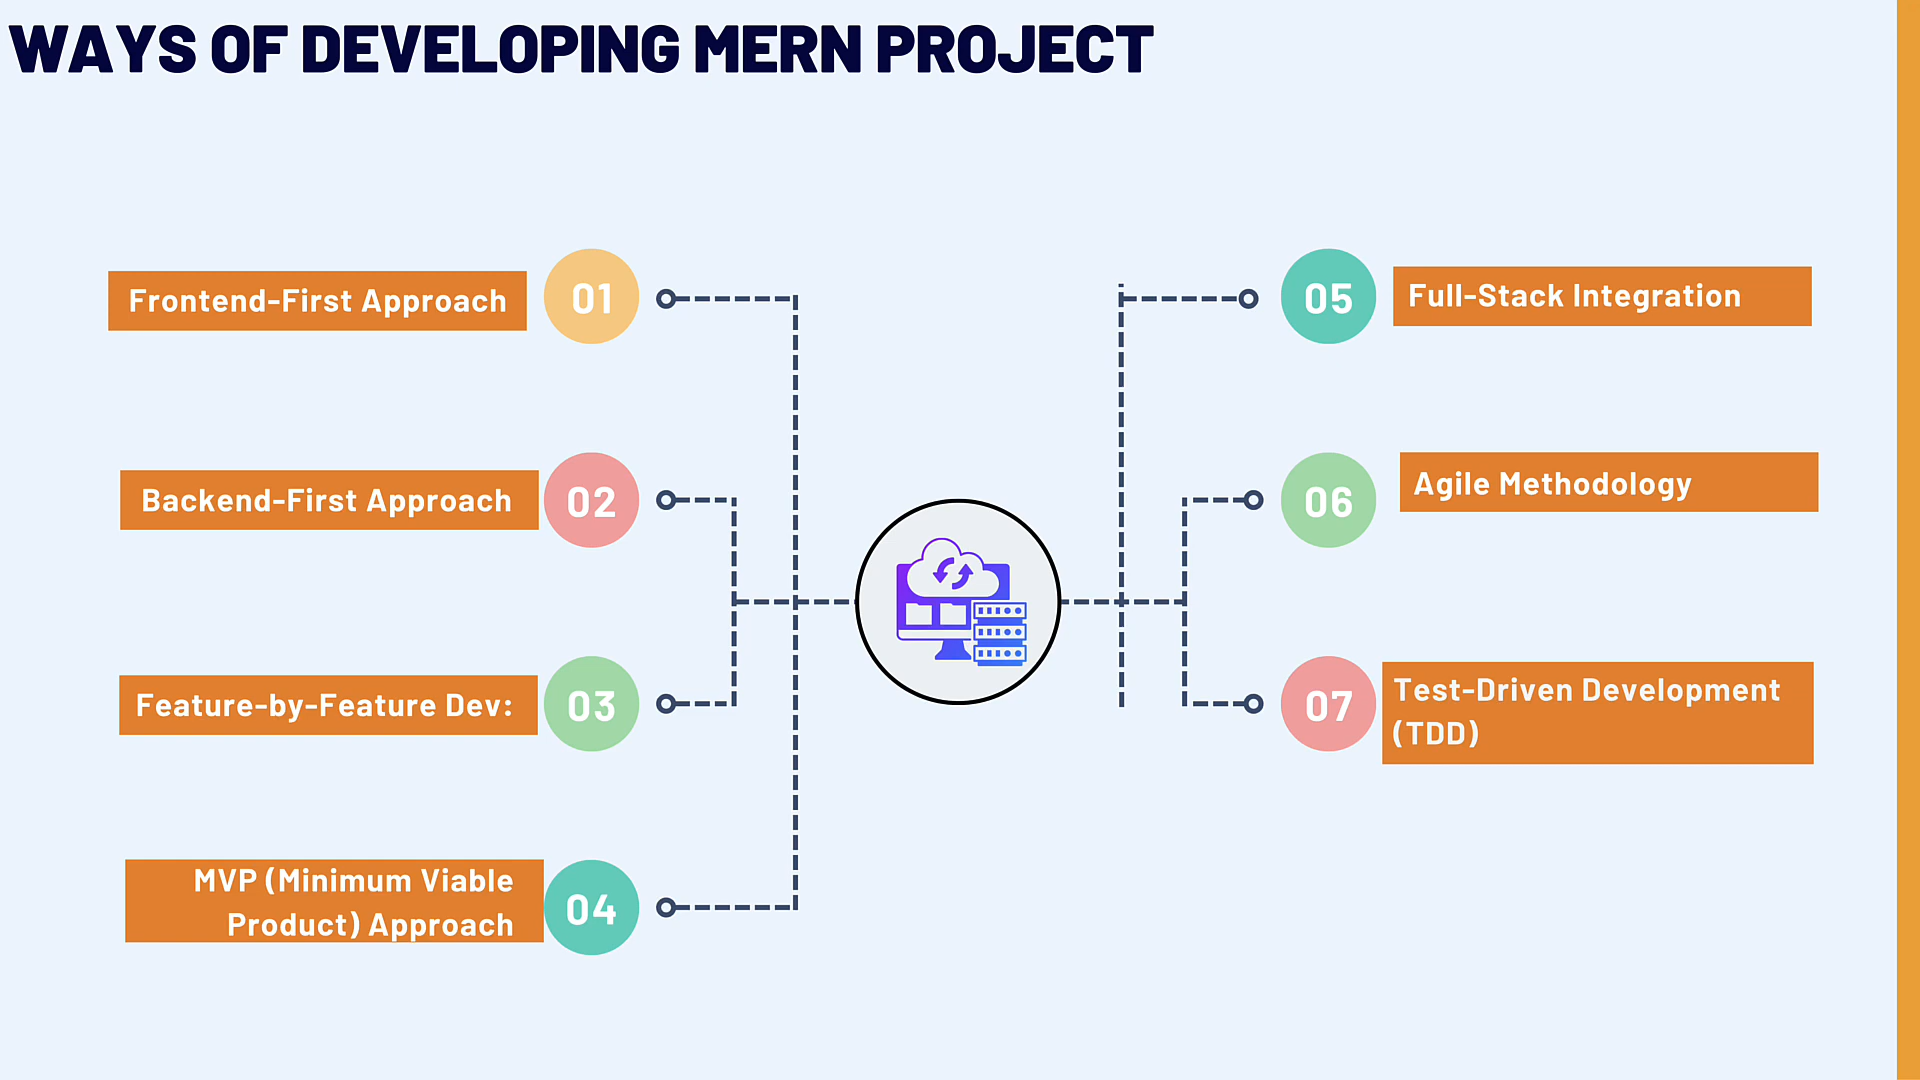 WAYS OF DEVELOPING MERN PROJECT
Frontend-First Approach
01
Backend-First Approach
02
Feature-by-Feature Dev:
03
MVP (Minimum Viable
Product) Approach
04
05
Full-Stack Integration
06
Agile Methodology
07
Test-Driven Development
(TDD)